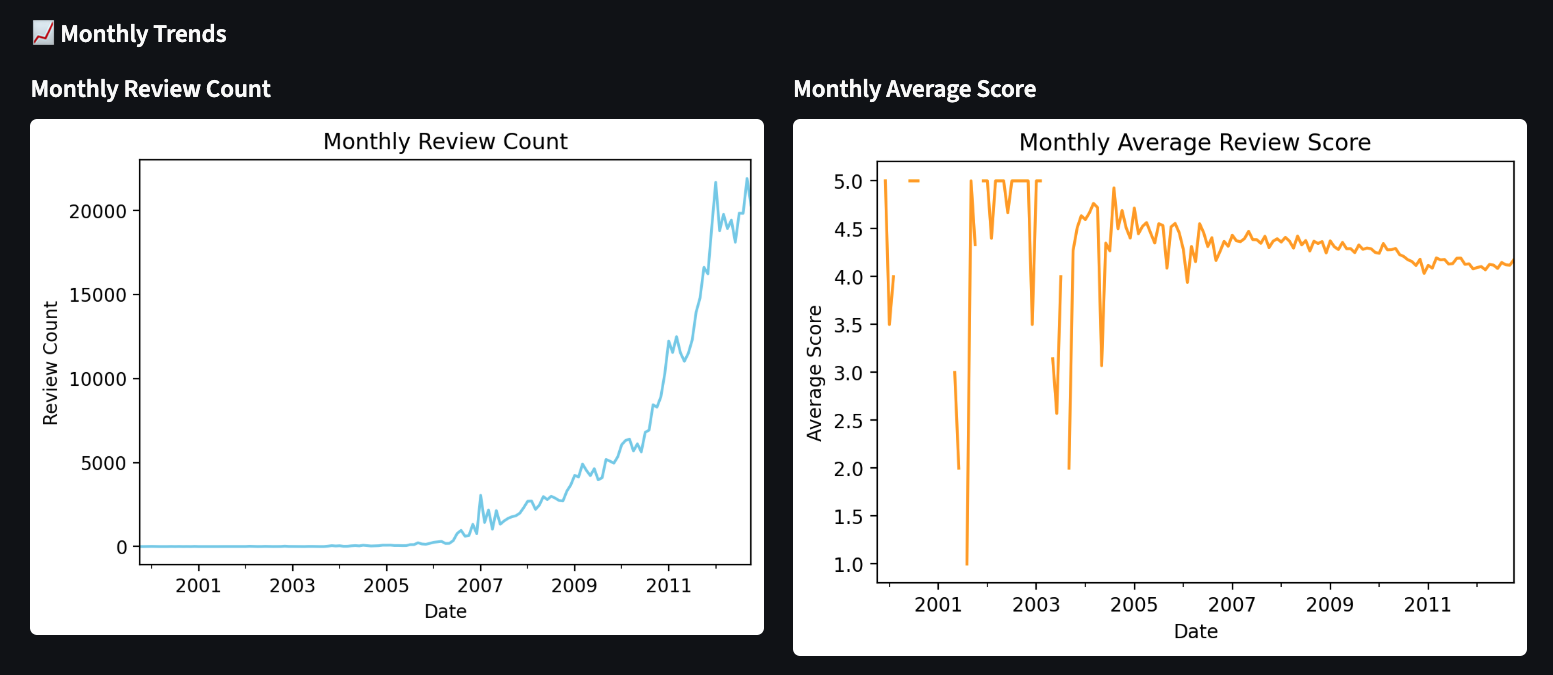 📈 Monthly Trends
Monthly Review Count
Monthly Review Count
20000
15000
10000
5000
0
Review Count
2001 2003 2005 2007 2009 2011
Date
Monthly Average Score
Monthly Average Review Score
5.0
4.5
4.0
3.5
3.0
2.5
2.0
1.5
1.0
Average Score
2001 2003 2005 2007 2009 2011
Date